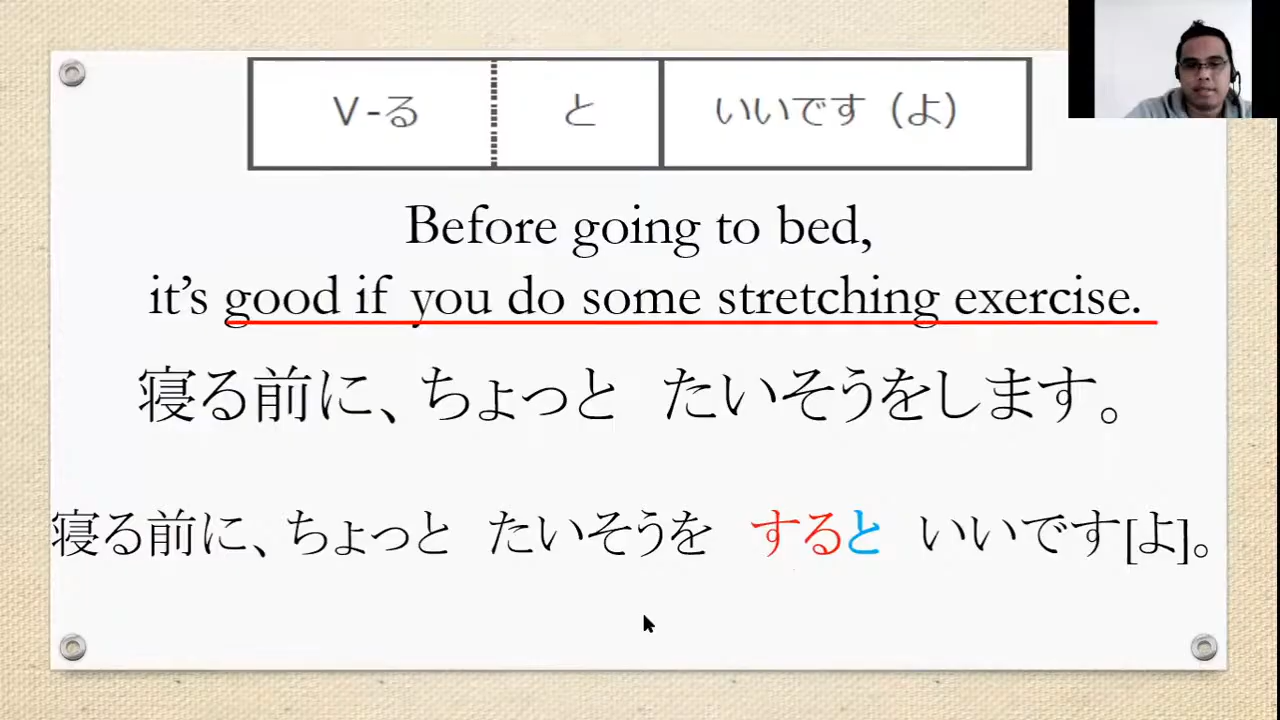 V-る と いいです（よ）
Before going to bed,
it's good if you do some stretching exercise.
寝る前に、ちょっと たいそうをします。
寝る前に、ちょっと たいそうを すると いいです[よ]。